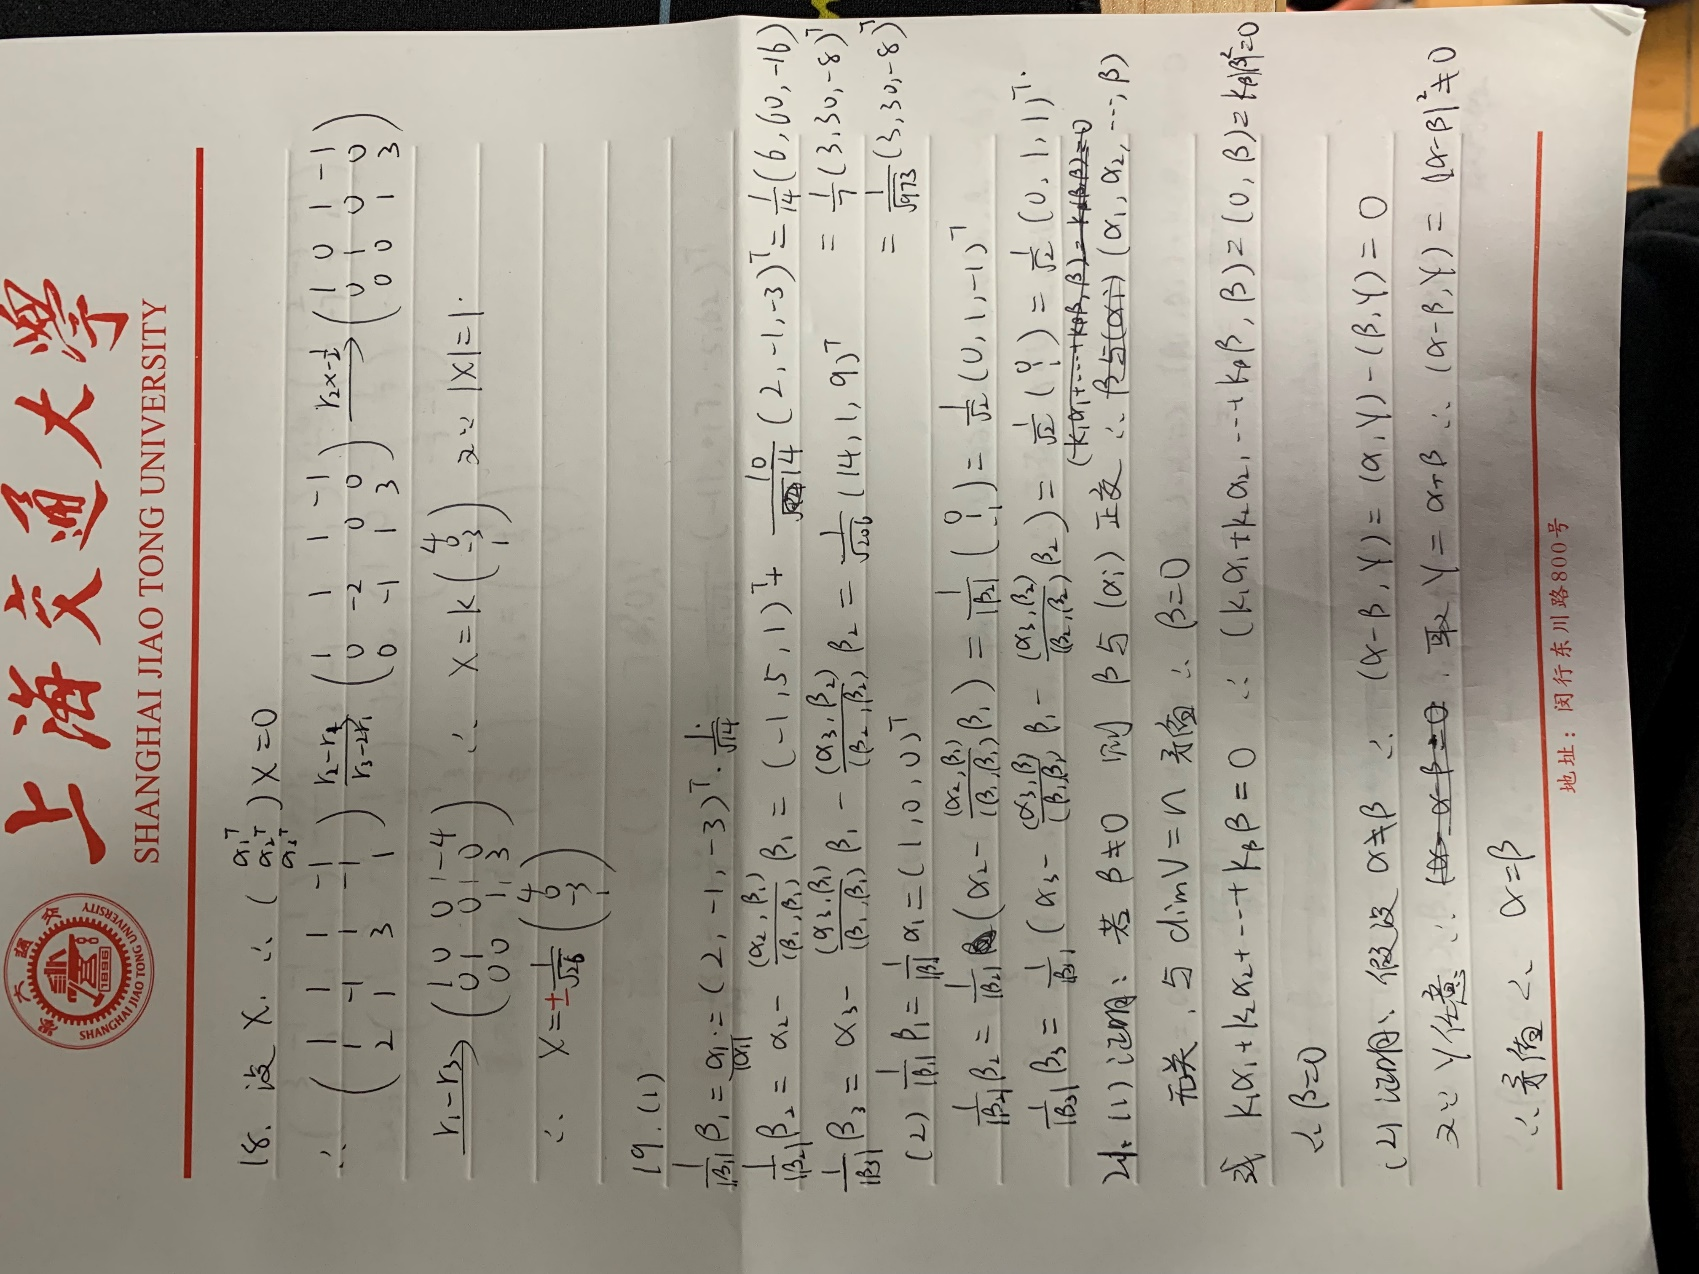 上海交通大學
SHANGHAI JIAO TONG UNIVERSITY
SHANGHAI JIAO TONG UNIVERSITY
1896
18. 设 X. ∴ ( α₁ᵀ α₂ᵀ α₃ᵀ ) X = 0
∴ ( 1 1 1 -1
1 -1 1 -1
2 1 3 1 ) r₂-r₁ r₃-2r₁ ( 1 1 1 -1
0 -2 0 0
0 -1 1 3 ) r₂×-½ ( 1 0 1 -1
0 1 0 0
0 0 1 3 )
r₁-r₃ ( 1 0 0 -4
0 1 0 0
0 0 1 3 ) ∴ X = k ( 4 0 -3 1 ) 又∵ |X|=1.
∴ X = ± 1/√26 ( 4 0 -3 1 )
19. (1)
1/|β₁| β₁ = α₁/|α₁| = (2, -1, -3)ᵀ · 1/√14
1/|β₂| β₂ = α₂ - (α₂,β₁)/(β₁,β₁) β₁ = (-1, 5, 1)ᵀ + 10/14 (2, -1, -3)ᵀ = 1/14 (6, 60, -16)
= 1/7 (3, 30, -8)ᵀ
1/|β₃| β₃ = α₃ - (α₃,β₁)/(β₁,β₁) β₁ - (α₃,β₂)/(β₂,β₂) β₂ = 1/√206 (14, 1, 9)ᵀ = 1/√973 (3, 30, -8)ᵀ
(2) 1/|β₁| β₁ = 1/|β₁| α₁ = (1, 0, 0)ᵀ
1/|β₂| β₂ = 1/|β₂| (α₂ - (α₂,β₁)/(β₁,β₁) β₁) = 1/|β₂| ( 0 1 -1 ) = 1/√2 (0, 1, -1)ᵀ
1/|β₃| β₃ = 1/|β₃| (α₃ - (α₃,β₁)/(β₁,β₁) β₁ - (α₃,β₂)/(β₂,β₂) β₂) = 1/√2 ( 0 1 1 ) = 1/√2 (0, 1, 1)ᵀ.
21. (1) 证明: 若 β≠0 则 β 与 (αᵢ) 正交 ∴ (α₁, α₂, ⋯, β)
无关. 与 dimV = n 矛盾 ∴ β=0
或 k₁α₁+k₂α₂+⋯+kᵦβ=0 ∴ (k₁α₁+k₂α₂, ⋯+kᵦβ, β) = (0, β) = kᵦβ²=0
∴ β=0
(2) 证明: 假设 α≠β ∴ (α-β, γ) = (α, γ) - (β, γ) = 0
又∵ γ任意 ∴ 取 γ = α-β ∴ (α-β, γ) = |α-β|² ≠ 0
∴ 矛盾 ∴ α=β
地址: 闵行东川路800号